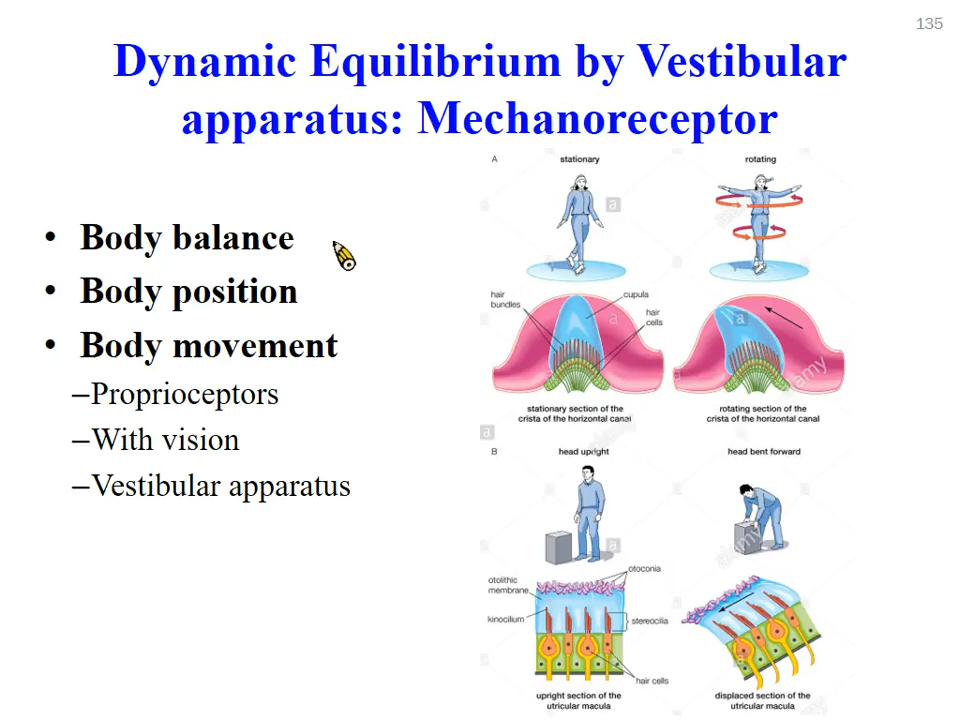 135
Dynamic Equilibrium by Vestibular
apparatus: Mechanoreceptor
• Body balance
• Body position
• Body movement
–Proprioceptors
–With vision
–Vestibular apparatus
A
stationary
rotating
hair
bundles
cupula
hair
cells
stationary section of the
crista of the horizontal canal
rotating section of the
crista of the horizontal canal
B
head upright
head bent forward
otoconia
otolithic
membrane
kinocilium
stereocilia
hair cells
upright section of the
utricular macula
displaced section of the
utricular macula
a
a
a
a
a
a
a
alamy
alamy
alamy